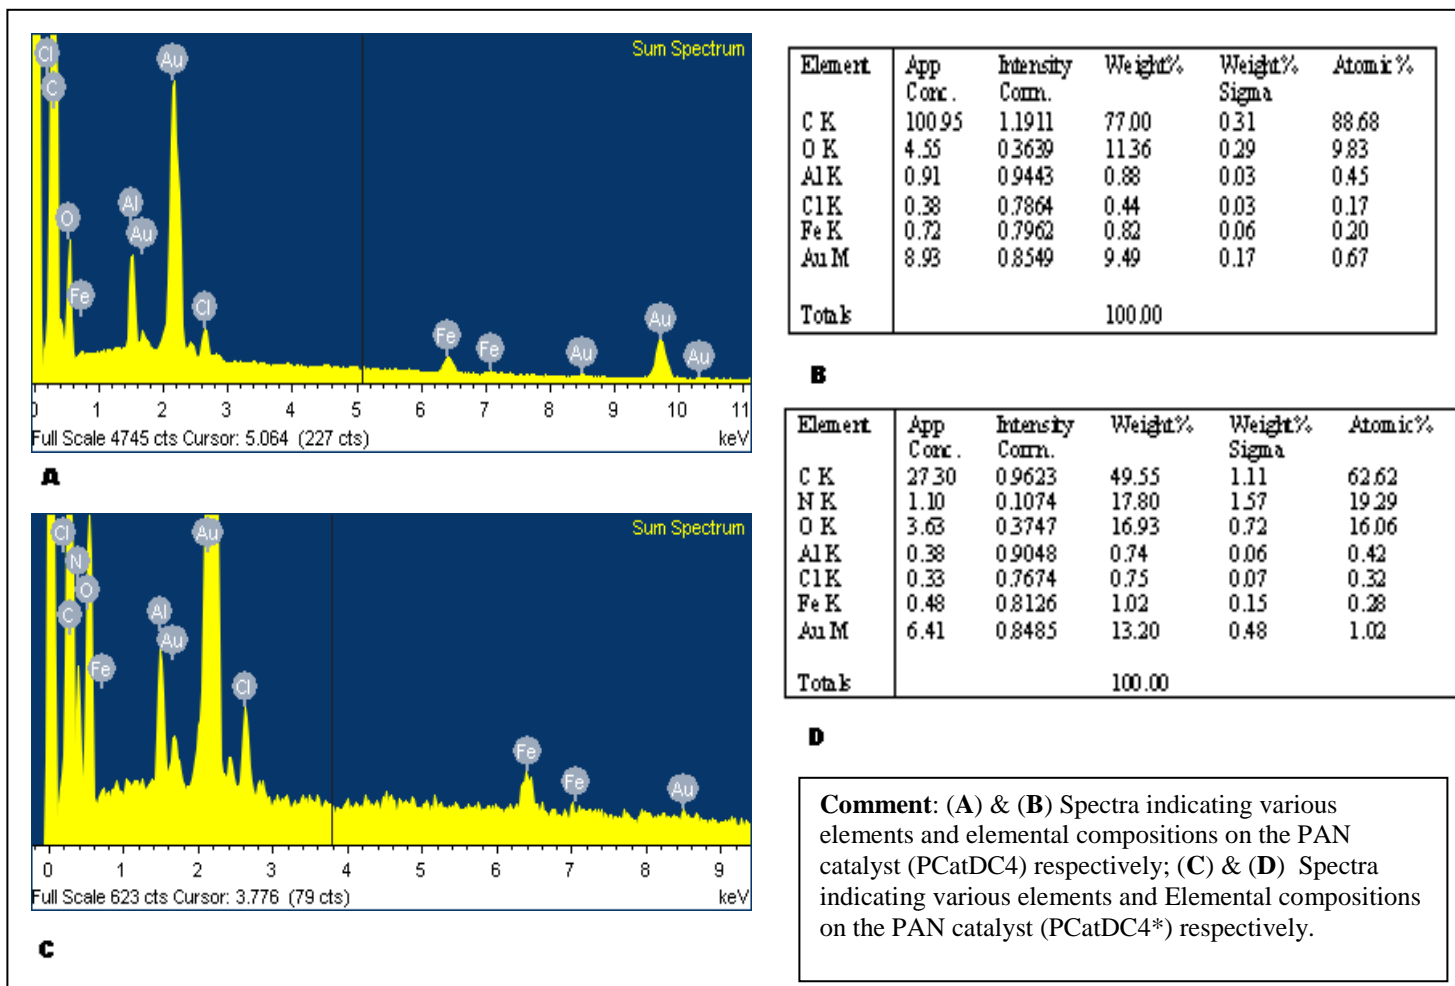 Sum Spectrum
Cl
C
O
Fe
Al
Au
Au
Cl
Fe
Fe
Au
Au
Au
0 1 2 3 4 5 6 7 8 9 10 11
Full Scale 4745 cts Cursor: 5.064 (227 cts) keV
A
Element App Conc. Intensity Corrn. Weight% Weight% Sigma Atomic%
C K 100.95 1.1911 77.00 0.31 88.68
O K 4.55 0.3639 11.36 0.29 9.83
Al K 0.91 0.9443 0.88 0.03 0.45
Cl K 0.38 0.7864 0.44 0.03 0.17
Fe K 0.72 0.7962 0.82 0.06 0.20
Au M 8.93 0.8549 9.49 0.17 0.67
Totals 100.00
B
Sum Spectrum
Cl
N
O
C
Fe
Al
Au
Au
Cl
Fe
Fe
Au
0 1 2 3 4 5 6 7 8 9
Full Scale 623 cts Cursor: 3.776 (79 cts) keV
C
Element App Conc. Intensity Corrn. Weight% Weight% Sigma Atomic%
C K 27.30 0.9623 49.55 1.11 62.62
N K 1.10 0.1074 17.80 1.57 19.29
O K 3.63 0.3747 16.93 0.72 16.06
Al K 0.38 0.9048 0.74 0.06 0.42
Cl K 0.33 0.7674 0.75 0.07 0.32
Fe K 0.48 0.8126 1.02 0.15 0.28
Au M 6.41 0.8485 13.20 0.48 1.02
Totals 100.00
D
Comment: (A) & (B) Spectra indicating various
elements and elemental compositions on the PAN
catalyst (PCatDC4) respectively; (C) & (D) Spectra
indicating various elements and Elemental compositions
on the PAN catalyst (PCatDC4*) respectively.